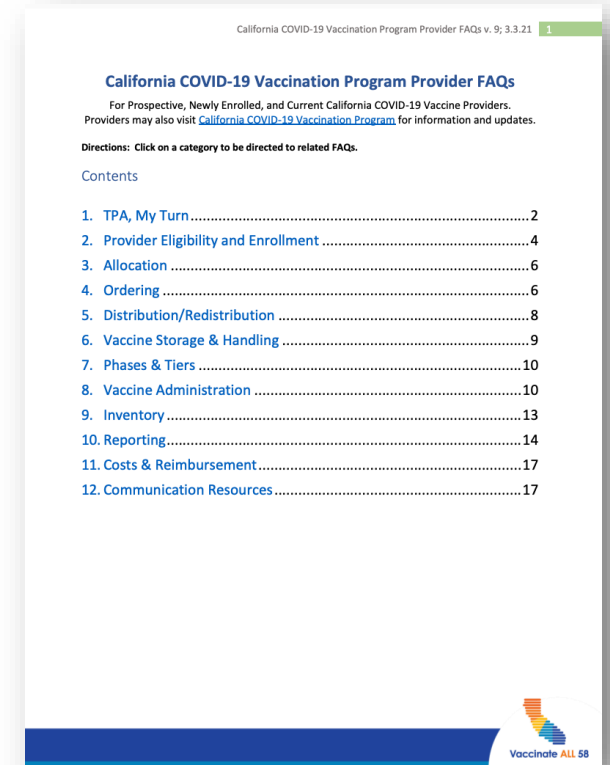 California COVID-19 Vaccination Program Provider FAQs v. 9; 3.3.21 1
California COVID-19 Vaccination Program Provider FAQs
For Prospective, Newly Enrolled, and Current California COVID-19 Vaccine Providers.
Providers may also visit California COVID-19 Vaccination Program for information and updates.
Directions: Click on a category to be directed to related FAQs.
Contents
1. TPA, My Turn 2
2. Provider Eligibility and Enrollment 4
3. Allocation 6
4. Ordering 6
5. Distribution/Redistribution 8
6. Vaccine Storage & Handling 9
7. Phases & Tiers 10
8. Vaccine Administration 10
9. Inventory 13
10. Reporting 14
11. Costs & Reimbursement 17
12. Communication Resources 17
Vaccinate ALL 58